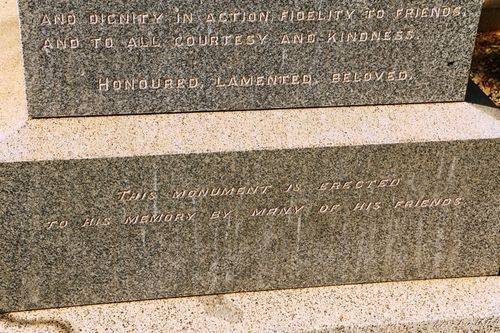 AND DIGNITY IN ACTION FIDELITY TO FRIENDS,
AND TO ALL COURTESY AND KINDNESS.
HONOURED, LAMENTED, BELOVED.
THIS MONUMENT IS ERECTED
TO HIS MEMORY BY MANY OF HIS FRIENDS